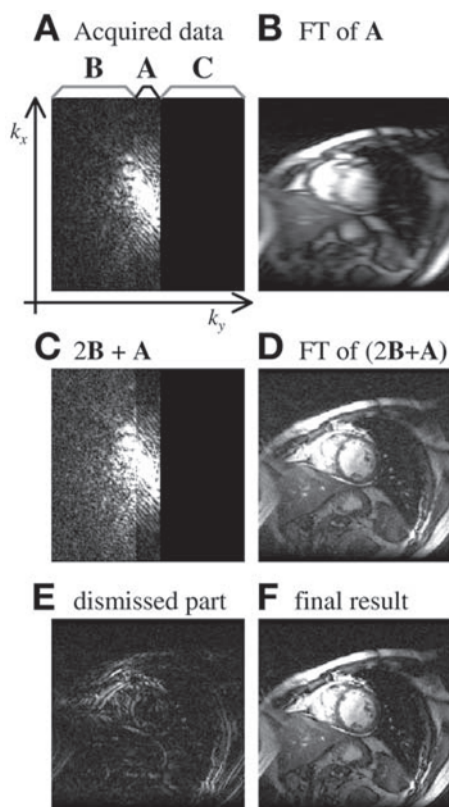 A Acquired data
B FT of A
B A C
kx
ky
C 2B + A
D FT of (2B+A)
E dismissed part
F final result